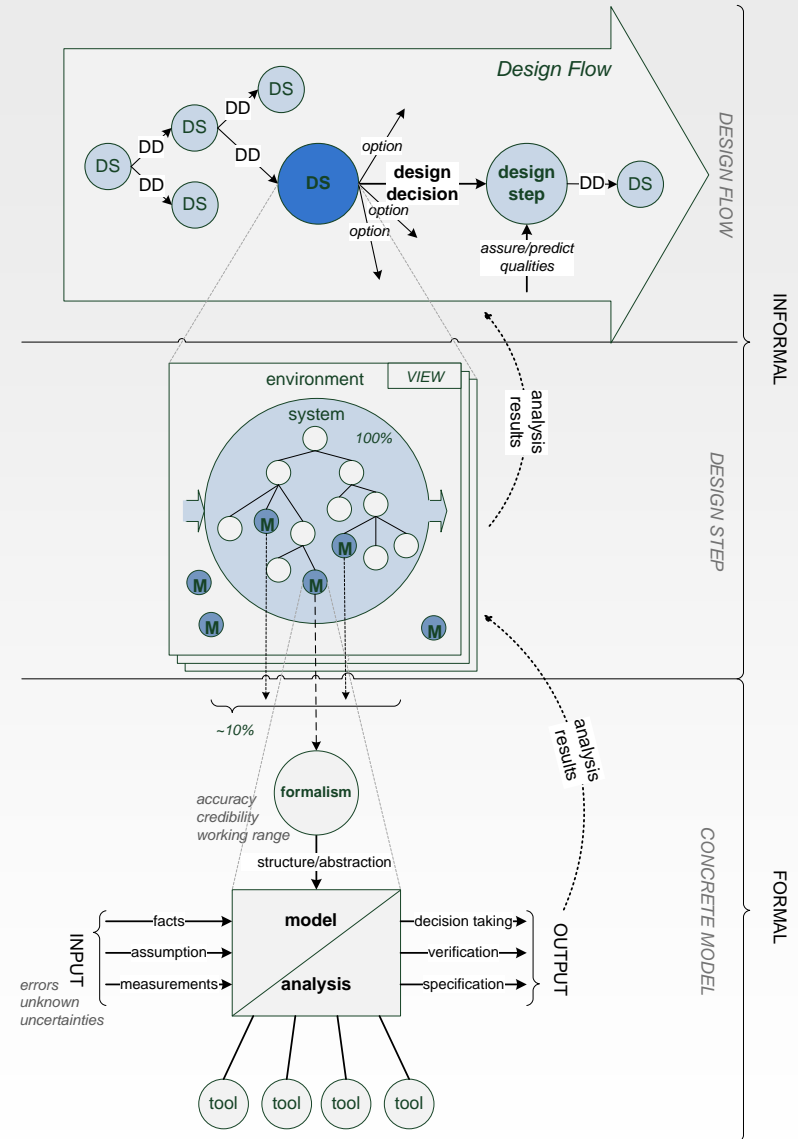 Design Flow
DS
DD
DS
DD
DS
DD
DS
DD
DS
option
option
option
design
decision
design
step
DD
DS
assure/predict
qualities
DESIGN FLOW
INFORMAL
environment
VIEW
system
100%
M
M
M
M
M
M
analysis
results
DESIGN STEP
~10%
formalism
accuracy
credibility
working range
structure/abstraction
analysis
results
CONCRETE MODEL
FORMAL
INPUT
facts
assumption
measurements
errors
unknown
uncertainties
model
analysis
decision taking
verification
specification
OUTPUT
tool
tool
tool
tool